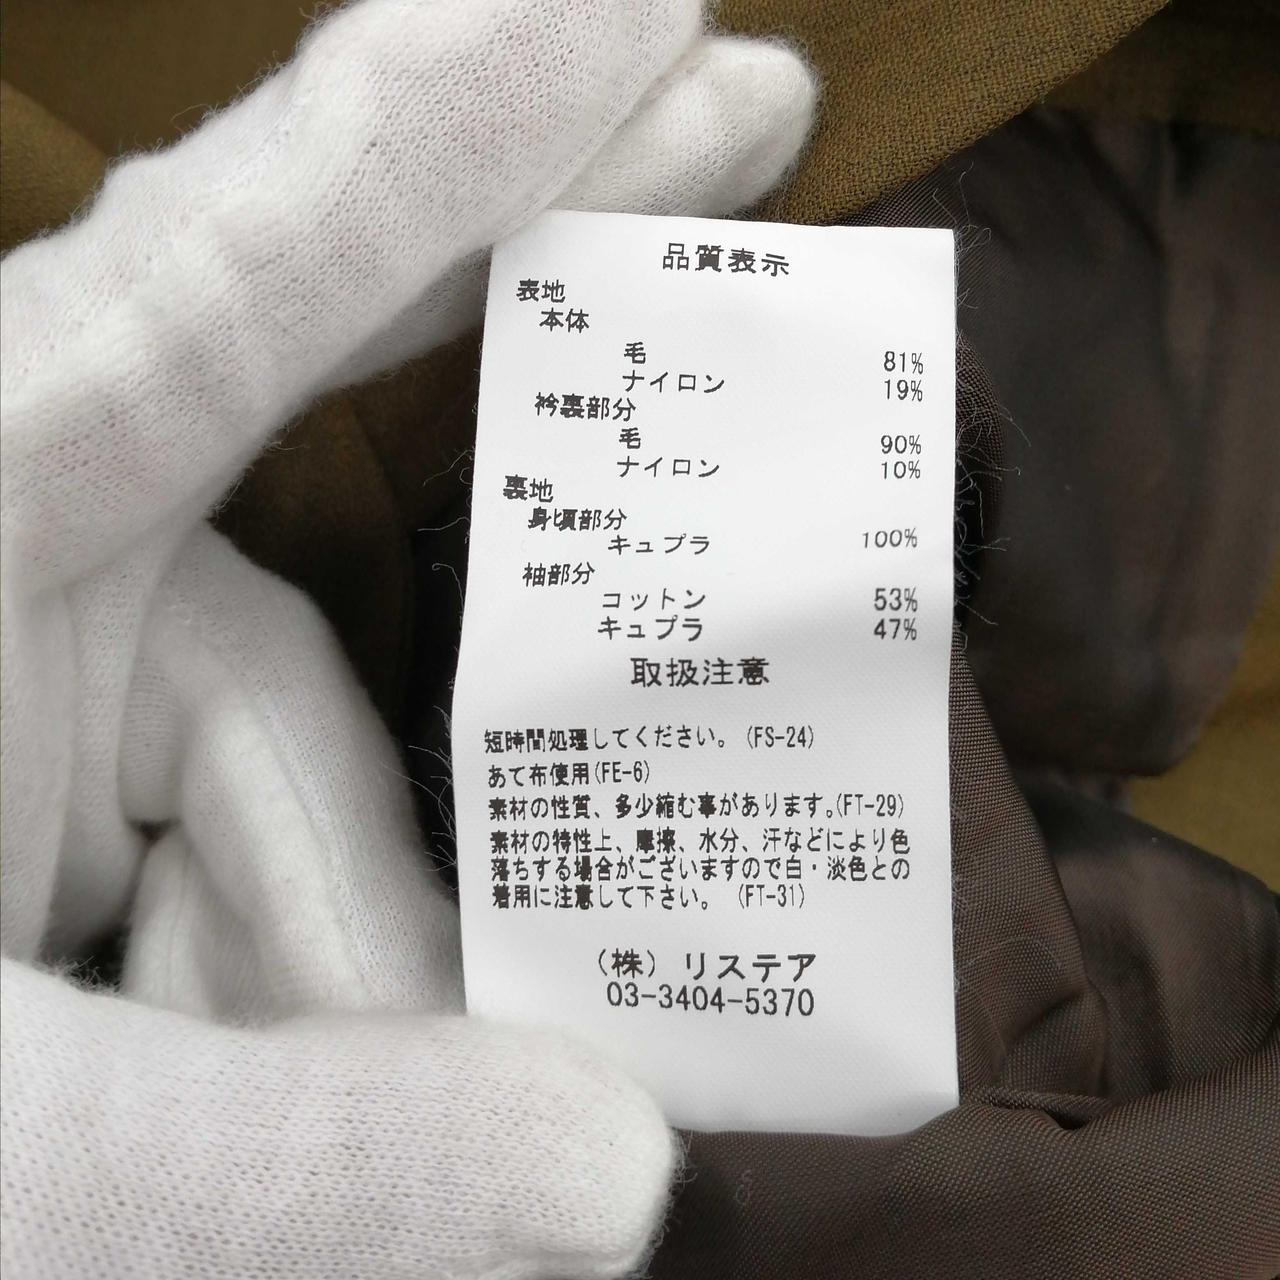 品質表示
表地
本体
毛 81%
ナイロン 19%
衿裏部分
毛 90%
ナイロン 10%
裏地
身頃部分
キュプラ 100%
袖部分
コットン 53%
キュプラ 47%
取扱注意
短時間処理してください。(FS-24)
あて布使用(FE-6)
素材の性質、多少縮む事があります。(FT-29)
素材の特性上、摩擦、水分、汗などにより色
落ちする場合がございますので白・淡色との
着用に注意して下さい。 (FT-31)
(株) リステア
03-3404-5370